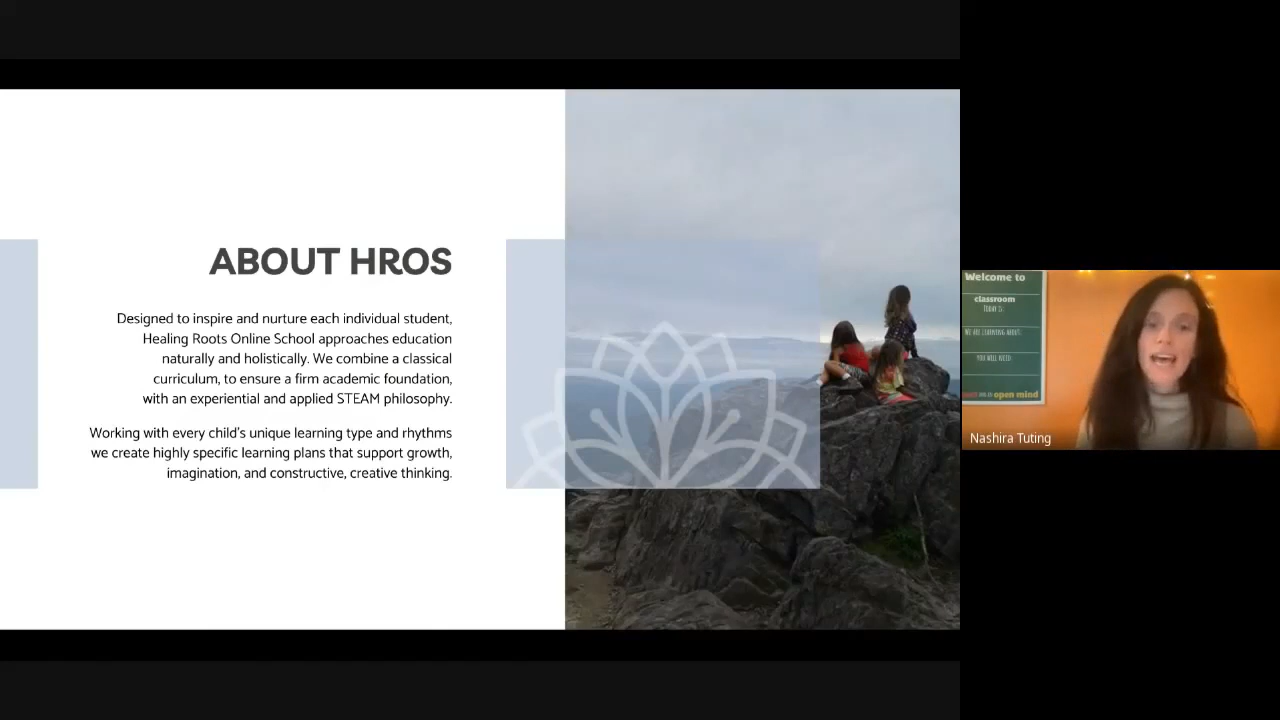 ABOUT HROS
Designed to inspire and nurture each individual student,
Healing Roots Online School approaches education
naturally and holistically. We combine a classical
curriculum, to ensure a firm academic foundation,
with an experiential and applied STEAM philosophy.
Working with every child's unique learning type and rhythms
we create highly specific learning plans that support growth,
imagination, and constructive, creative thinking.
Welcome to
classroom
TODAY IS:
WE ARE LEARNING ABOUT:
YOU WILL NEED:
open mind
Nashira Tuting